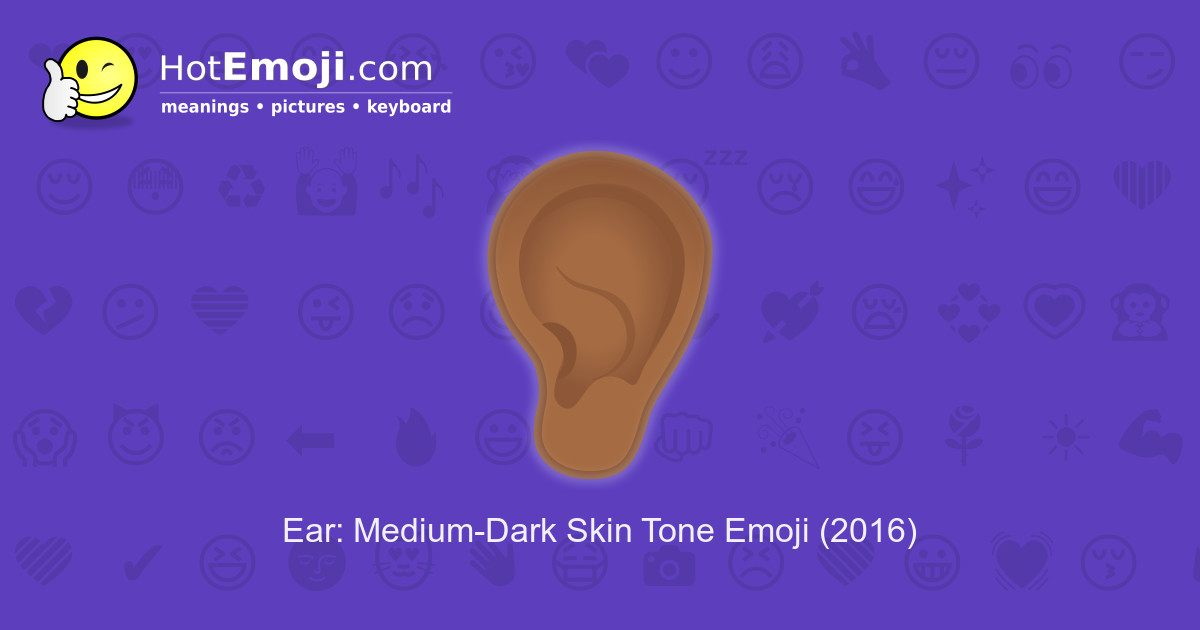 HotEmoji.com
meanings • pictures • keyboard
zzz
Ear: Medium-Dark Skin Tone Emoji (2016)